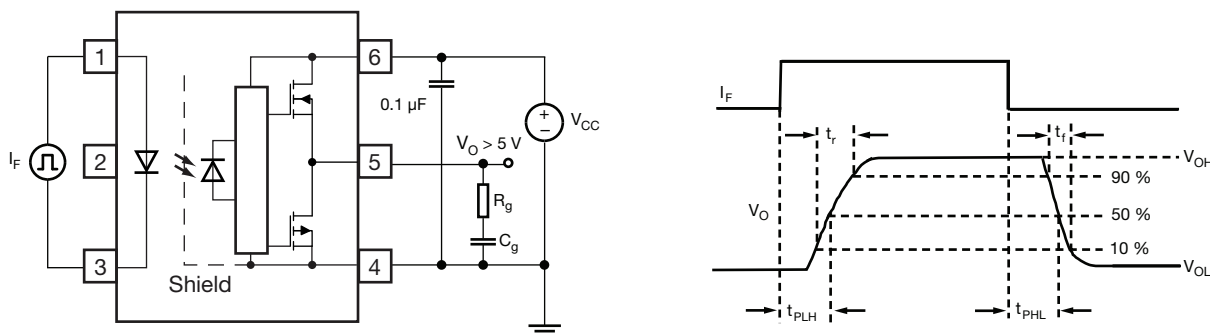 1
2
3
I_F
Shield
6
5
4
0.1 µF
V_O > 5 V
R_g
C_g
+
−
V_CC
I_F
t_r
t_f
V_OH
90 %
V_O
50 %
10 %
V_OL
t_PLH
t_PHL